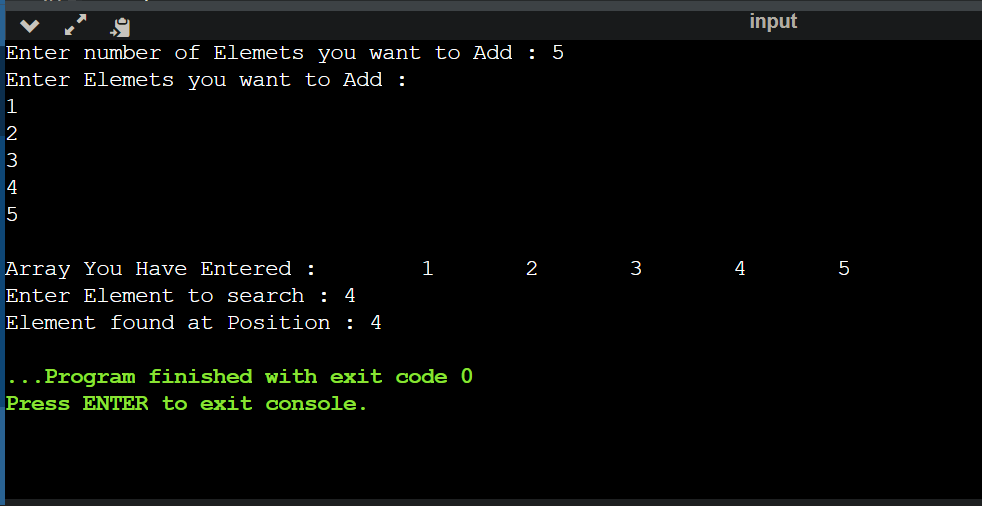 input
Enter number of Elemets you want to Add : 5
Enter Elemets you want to Add :
1
2
3
4
5
Array You Have Entered : 1 2 3 4 5
Enter Element to search : 4
Element found at Position : 4
...Program finished with exit code 0
Press ENTER to exit console.